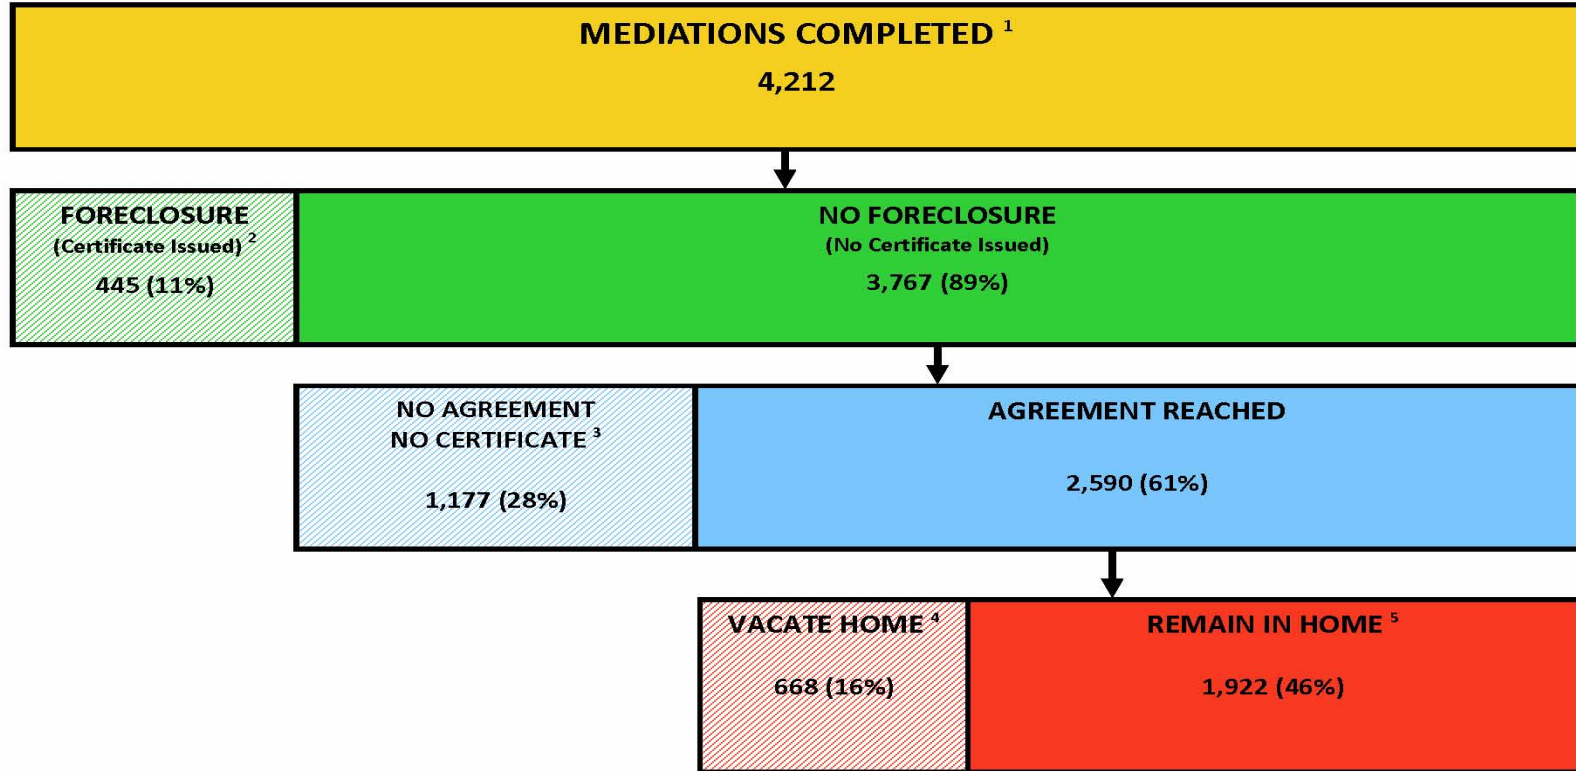 MEDIATIONS COMPLETED 1
4,212
FORECLOSURE
(Certificate Issued) 2
445 (11%)
NO FORECLOSURE
(No Certificate Issued)
3,767 (89%)
NO AGREEMENT
NO CERTIFICATE 3
1,177 (28%)
AGREEMENT REACHED
2,590 (61%)
VACATE HOME 4
668 (16%)
REMAIN IN HOME 5
1,922 (46%)